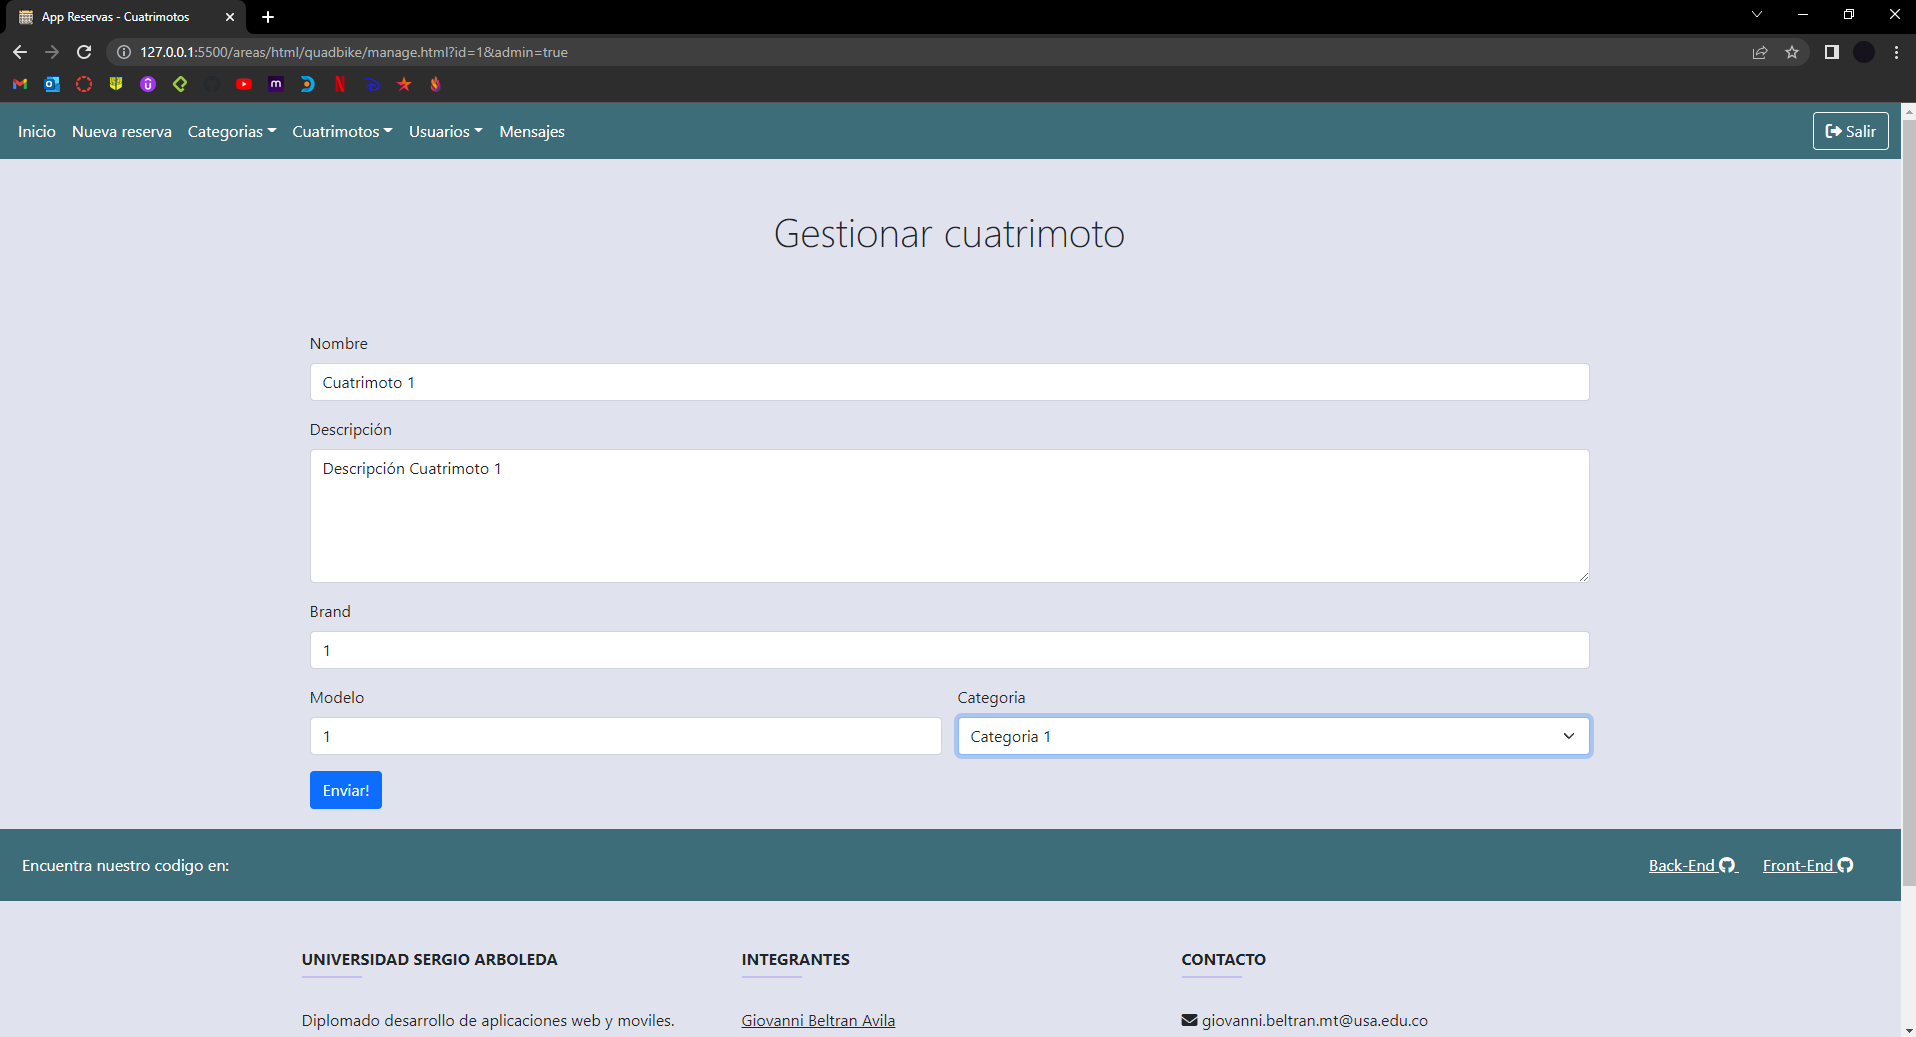 App Reservas - Cuatrimotos
127.0.0.1:5500/areas/html/quadbike/manage.html?id=1&admin=true
Inicio Nueva reserva Categorias Cuatrimotos Usuarios Mensajes Salir
Gestionar cuatrimoto
Nombre
Cuatrimoto 1
Descripción
Descripción Cuatrimoto 1
Brand
1
Modelo Categoria
1 Categoria 1
Enviar!
Encuentra nuestro codigo en: Back-End Front-End
UNIVERSIDAD SERGIO ARBOLEDA INTEGRANTES CONTACTO
Diplomado desarrollo de aplicaciones web y moviles. Giovanni Beltran Avila giovanni.beltran.mt@usa.edu.co